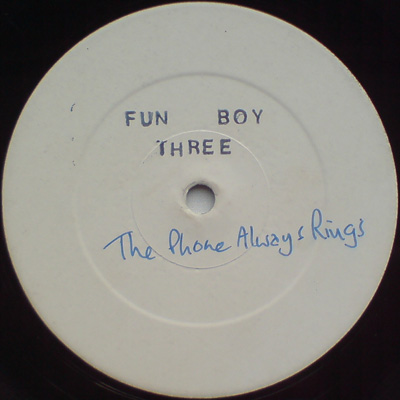 FUN BOY
THREE
The Phone Always Rings